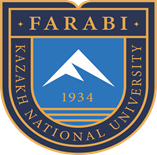 · FARABI ·
KAZAKH NATIONAL UNIVERSITY
1934